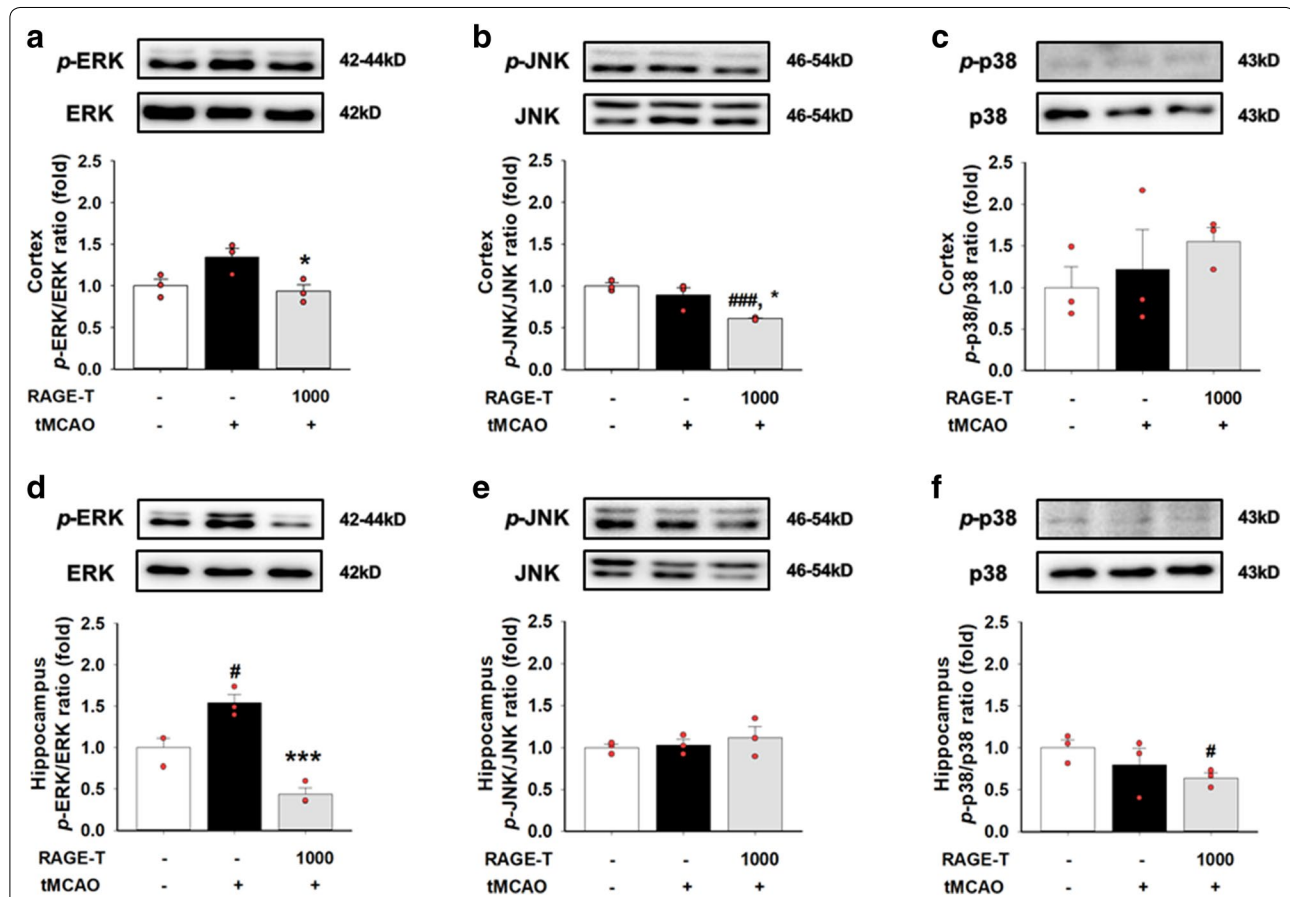 a
p-ERK
42-44kD
ERK
42kD
Cortex
p-ERK/ERK ratio (fold)
2.5
2.0
1.5
1.0
0.5
0.0
*
RAGE-T - - 1000
tMCAO - + +
b
p-JNK
46-54kD
JNK
46-54kD
Cortex
p-JNK/JNK ratio (fold)
2.5
2.0
1.5
1.0
0.5
0.0
###, *
RAGE-T - - 1000
tMCAO - + +
c
p-p38
43kD
p38
43kD
Cortex
p-p38/p38 ratio (fold)
2.5
2.0
1.5
1.0
0.5
0.0
RAGE-T - - 1000
tMCAO - + +
d
p-ERK
42-44kD
ERK
42kD
Hippocampus
p-ERK/ERK ratio (fold)
2.5
2.0
1.5
1.0
0.5
0.0
#
***
RAGE-T - - 1000
tMCAO - + +
e
p-JNK
46-54kD
JNK
46-54kD
Hippocampus
p-JNK/JNK ratio (fold)
2.5
2.0
1.5
1.0
0.5
0.0
RAGE-T - - 1000
tMCAO - + +
f
p-p38
43kD
p38
43kD
Hippocampus
p-p38/p38 ratio (fold)
2.5
2.0
1.5
1.0
0.5
0.0
#
RAGE-T - - 1000
tMCAO - + +